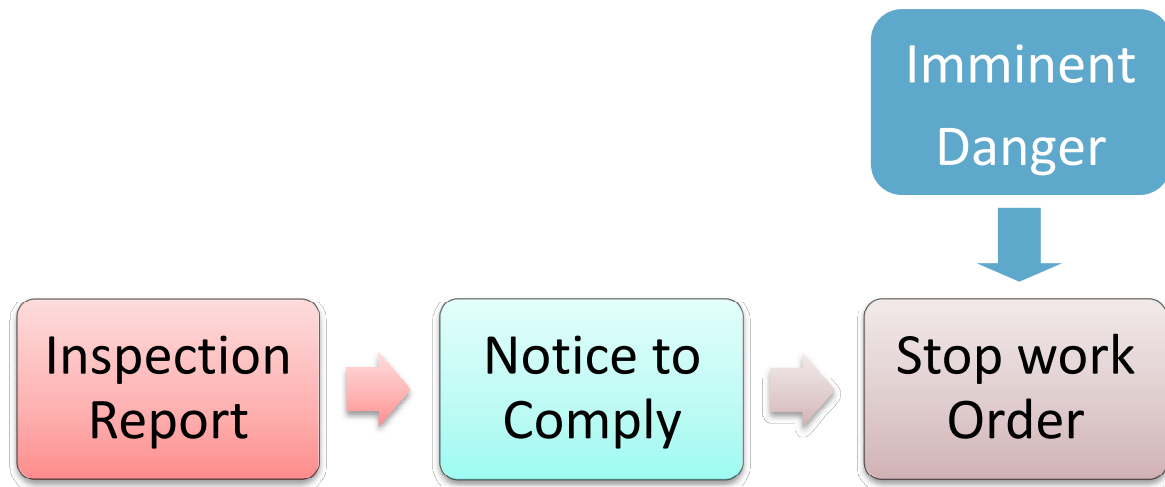 Imminent
Danger
Inspection
Report
Notice to
Comply
Stop work
Order